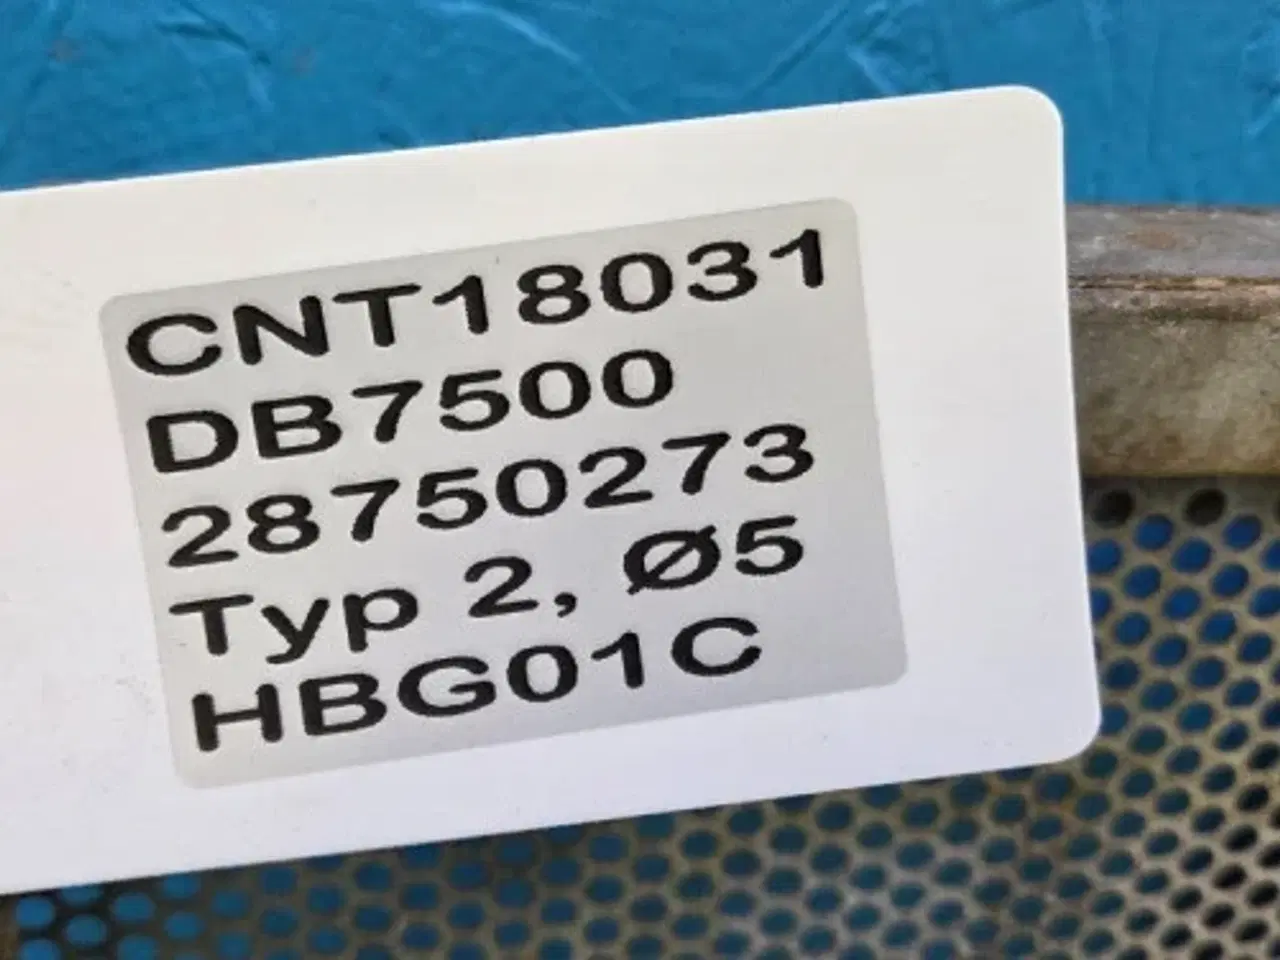 CNT18031
DB7500
28750273
Typ 2, Ø5
HBG01C